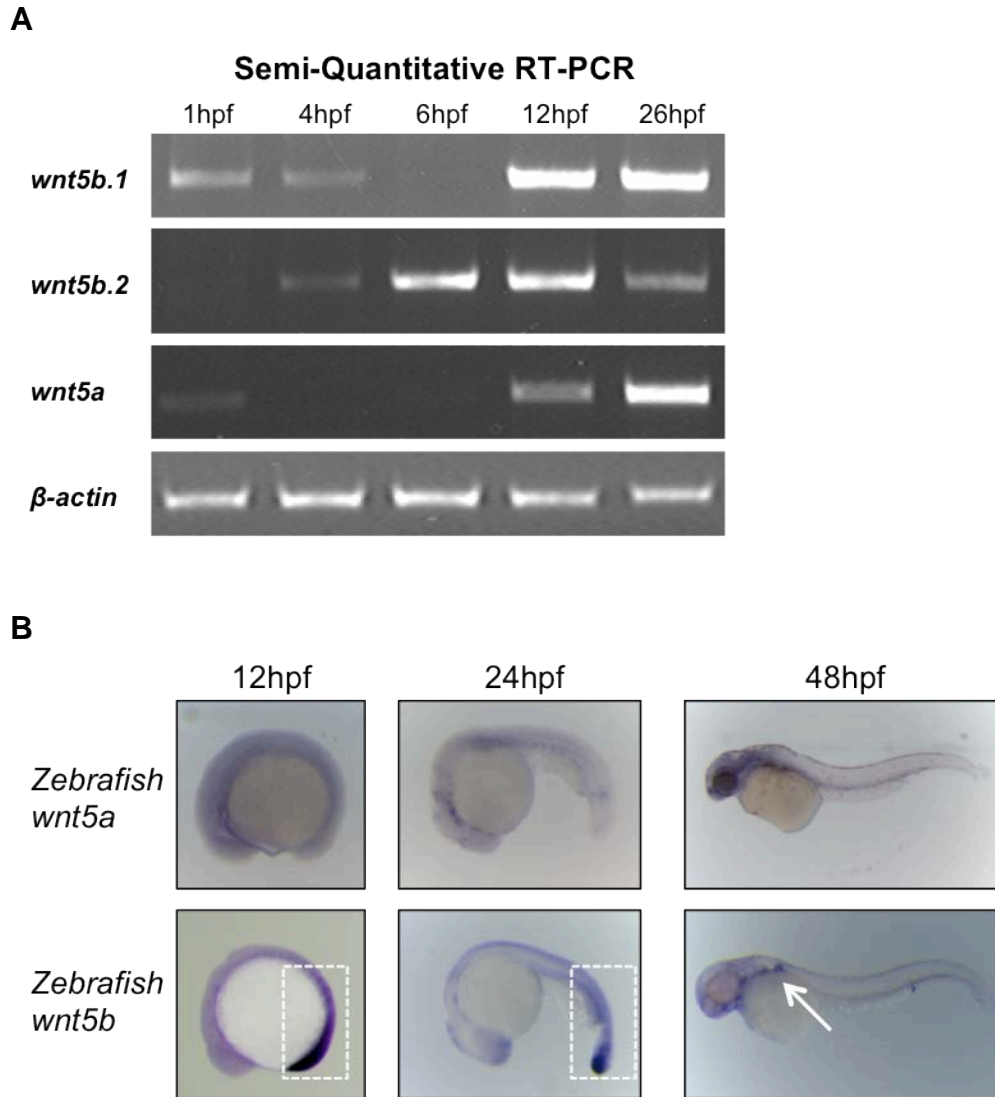 A
Semi-Quantitative RT-PCR
1hpf 4hpf 6hpf 12hpf 26hpf
wnt5b.1
wnt5b.2
wnt5a
β-actin
B
12hpf 24hpf 48hpf
Zebrafish
wnt5a
Zebrafish
wnt5b